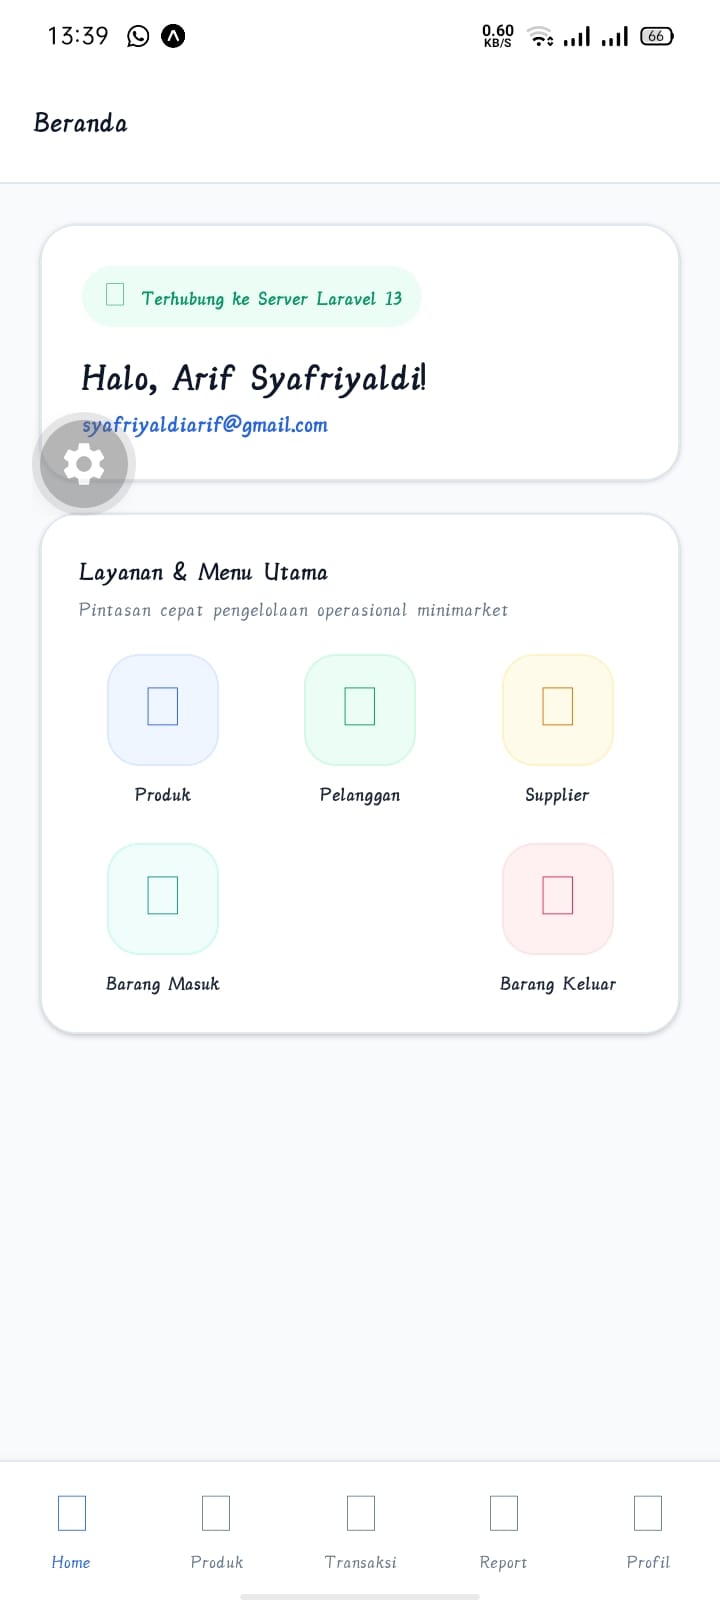 13:39
0.60
KB/S
66
Beranda
Terhubung ke Server Laravel 13
Halo, Arif Syafriyaldi!
syafriyaldiarif@gmail.com
Layanan & Menu Utama
Pintasan cepat pengelolaan operasional minimarket
Produk Pelanggan Supplier
Barang Masuk Barang Keluar
Home Produk Transaksi Report Profil